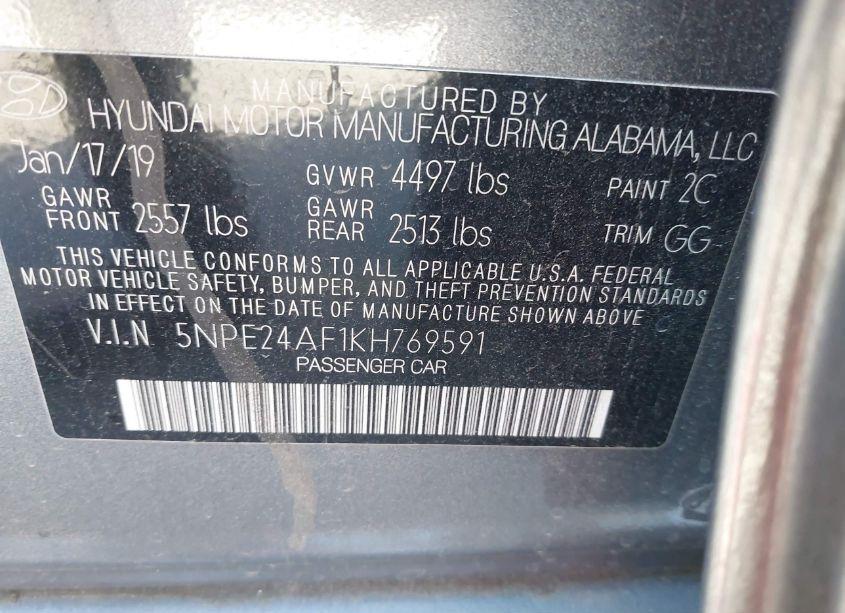 MANUFACTURED BY
HYUNDAI MOTOR MANUFACTURING ALABAMA, LLC
Jan/17/19 GVWR 4497 lbs PAINT 2C
GAWR FRONT 2557 lbs GAWR REAR 2513 lbs TRIM GG
THIS VEHICLE CONFORMS TO ALL APPLICABLE U.S.A. FEDERAL
MOTOR VEHICLE SAFETY, BUMPER, AND THEFT PREVENTION STANDARDS
IN EFFECT ON THE DATE OF MANUFACTURE SHOWN ABOVE
V.I.N 5NPE24AF1KH769591
PASSENGER CAR